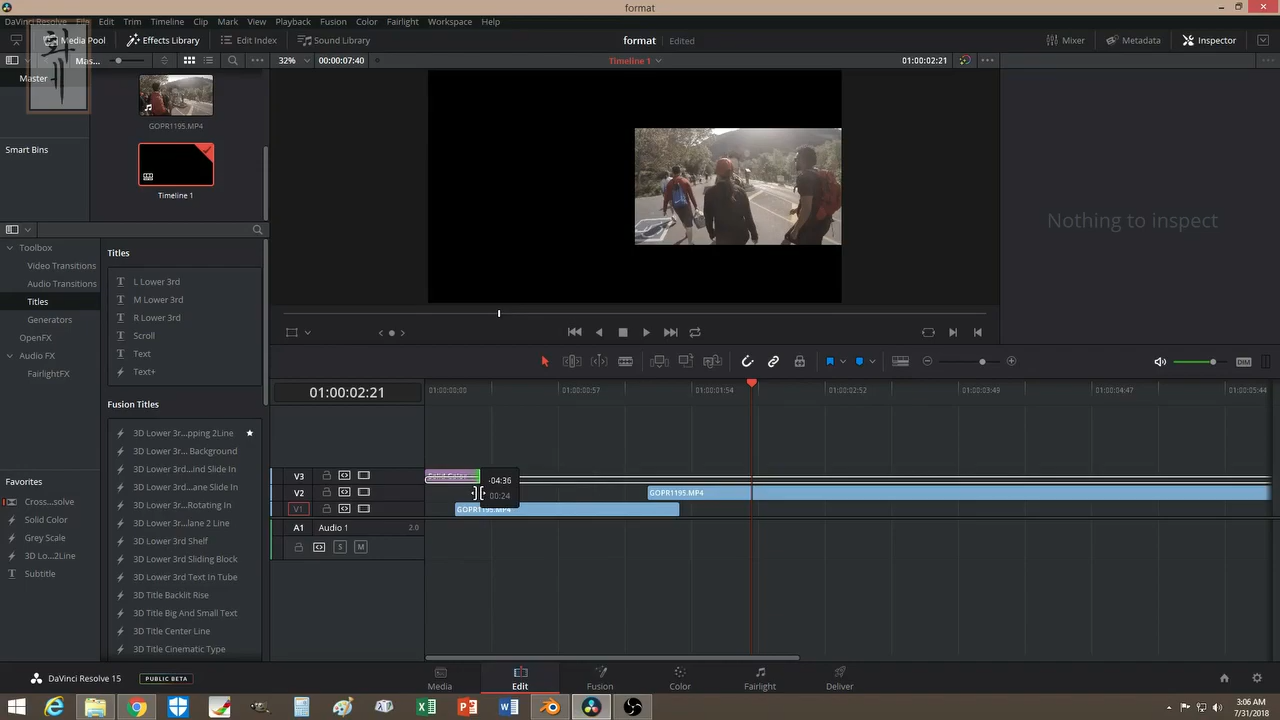 format
DaVinci Resolve File Edit Trim Timeline Clip Mark View Playback Fusion Color Fairlight Workspace Help
Media Pool Effects Library Edit Index Sound Library format Edited Mixer Metadata Inspector
Mas... 32% 00:00:07:40 Timeline 1 01:00:02:21
Master
斗川
GOPR1195.MP4
Smart Bins
Timeline 1
Nothing to inspect
Toolbox
Video Transitions
Audio Transitions
Titles
Generators
OpenFX
Audio FX
FairlightFX
Titles
L Lower 3rd
M Lower 3rd
R Lower 3rd
Scroll
Text
Text+
Fusion Titles
3D Lower 3r...pping 2Line
3D Lower 3r... Background
3D Lower 3r...ind Slide In
3D Lower 3r...ane Slide In
3D Lower 3r...Rotating In
3D Lower 3r...lane 2 Line
3D Lower 3rd Shelf
3D Lower 3rd Sliding Block
3D Lower 3rd Text In Tube
3D Title Backlit Rise
3D Title Big And Small Text
3D Title Center Line
3D Title Cinematic Type
Favorites
Cross...solve
Solid Color
Grey Scale
3D Lo...2Line
Subtitle
DIM
01:00:02:21
01:00:00:00 01:00:00:57 01:00:01:54 01:00:02:52 01:00:03:49 01:00:04:47 01:00:05:44
V3 Solid Color
-04:36
00:24
V2 GOPR1195.MP4
V1 GOPR1195.MP4
A1 Audio 1 2.0
S M
DaVinci Resolve 15 PUBLIC BETA
Media Edit Fusion Color Fairlight Deliver
3:06 AM
7/31/2018